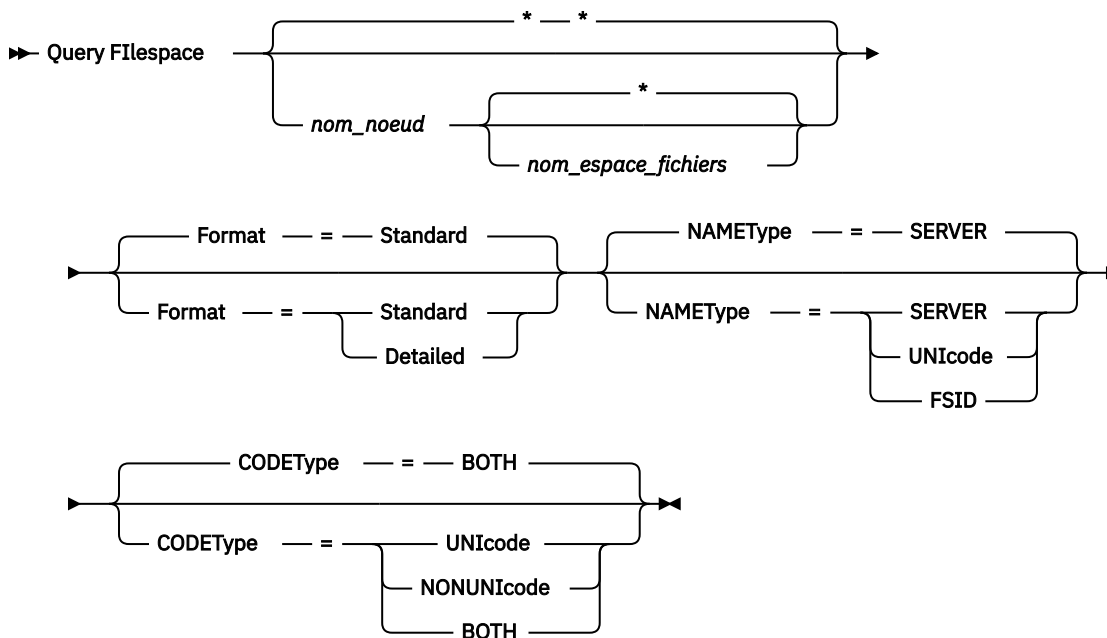 * *
Query FIlespace
*
nom_noeud
nom_espace_fichiers
Format = Standard
NAMEType = SERVER
Format = Standard
NAMEType = SERVER
Detailed
UNIcode
FSID
CODEType = BOTH
CODEType = UNIcode
NONUNIcode
BOTH